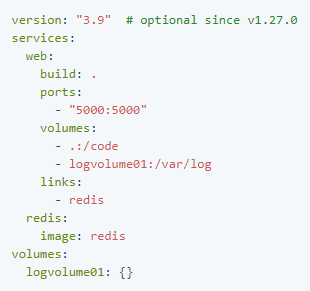 version: "3.9"  # optional since v1.27.0
services:
  web:
    build: .
    ports:
      - "5000:5000"
    volumes:
      - .:/code
      - logvolume01:/var/log
    links:
      - redis
  redis:
    image: redis
volumes:
  logvolume01: {}